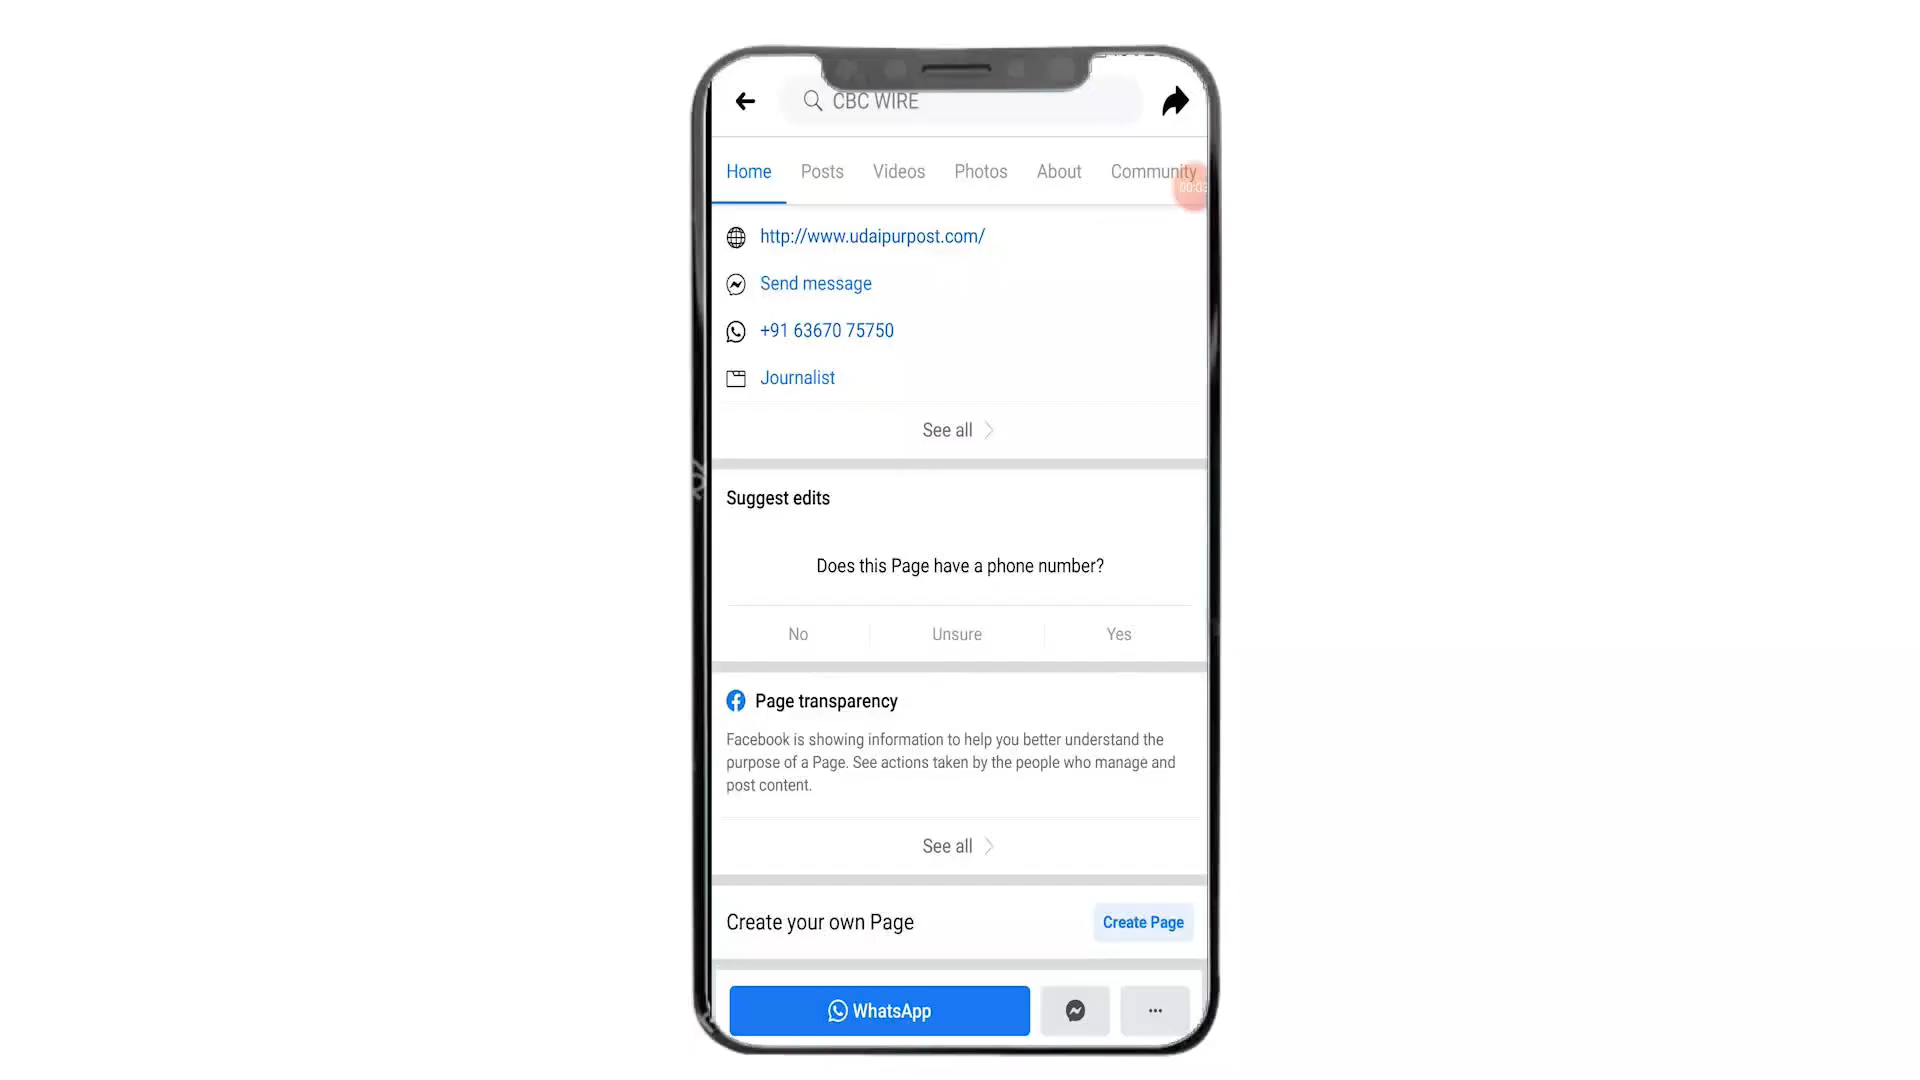 CBC WIRE
Home Posts Videos Photos About Community
00:03
http://www.udaipurpost.com/
Send message
+91 63670 75750
Journalist
See all
Suggest edits
Does this Page have a phone number?
No Unsure Yes
Page transparency
Facebook is showing information to help you better understand the
purpose of a Page. See actions taken by the people who manage and
post content.
See all
Create your own Page Create Page
WhatsApp